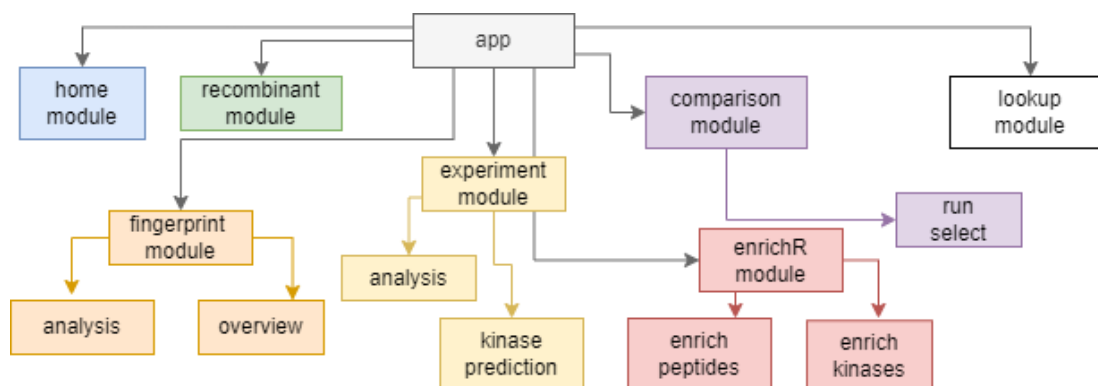 app
home
module
recombinant
module
comparison
module
lookup
module
experiment
module
fingerprint
module
run
select
enrichR
module
analysis
analysis
overview
kinase
prediction
enrich
peptides
enrich
kinases